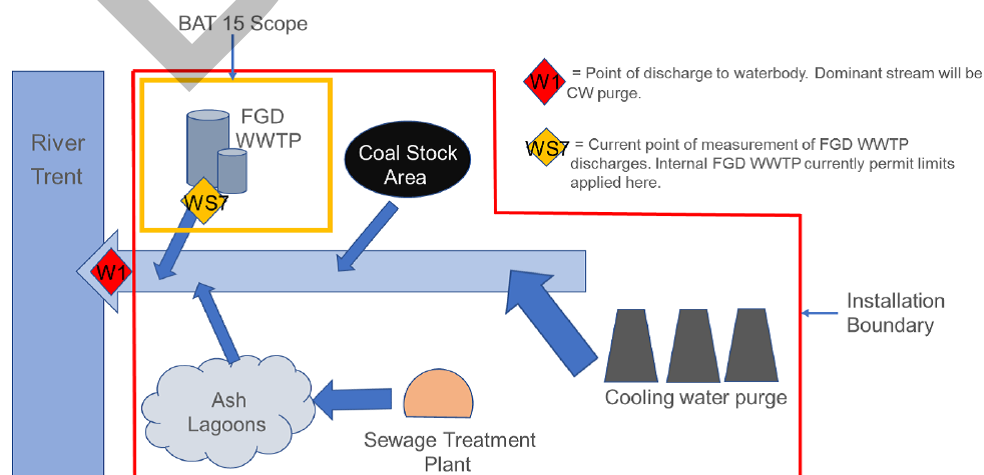 BAT 15 Scope
River
Trent
FGD
WWTP
WS7
Coal Stock
Area
W1
Ash
Lagoons
Sewage Treatment
Plant
Cooling water purge
Installation
Boundary
W1 = Point of discharge to waterbody. Dominant stream will be
CW purge.
WS7 = Current point of measurement of FGD WWTP
discharges. Internal FGD WWTP currently permit limits
applied here.